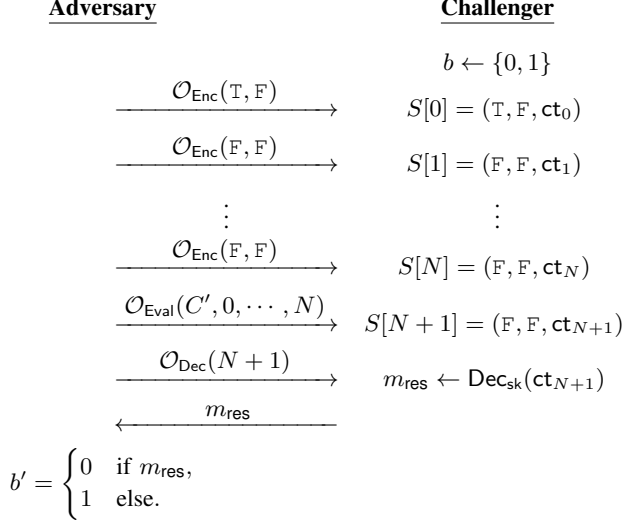 Adversary Challenger
b ← {0, 1}
O_Enc(T, F) S[0] = (T, F, ct_0)
O_Enc(F, F) S[1] = (F, F, ct_1)
⋮ ⋮
O_Enc(F, F) S[N] = (F, F, ct_N)
O_Eval(C′, 0, ⋯ , N) S[N + 1] = (F, F, ct_{N+1})
O_Dec(N + 1) m_res ← Dec_sk(ct_{N+1})
m_res
b′ = { 0 if m_res,
1 else.